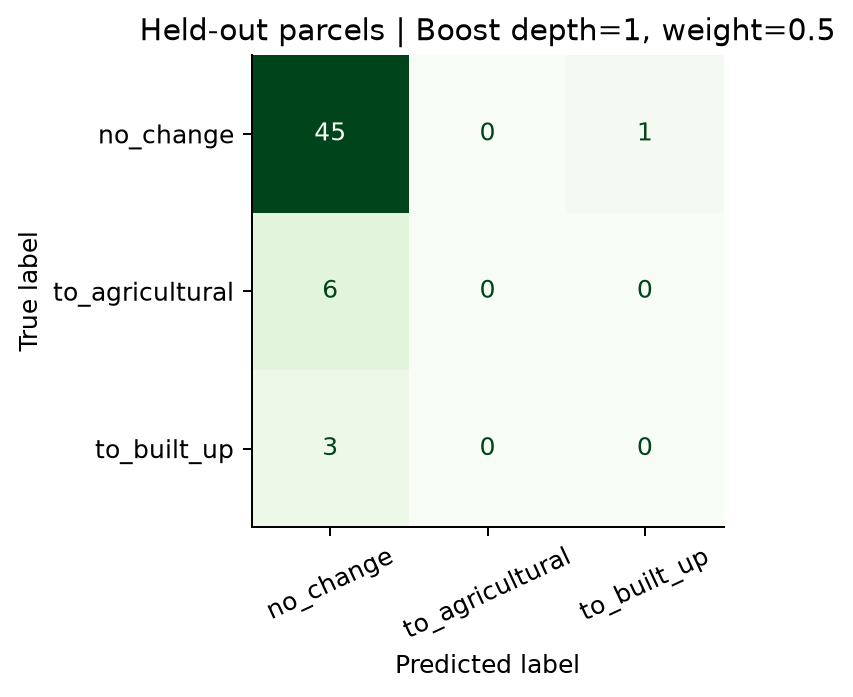 Held-out parcels | Boost depth=1, weight=0.5
True label
no_change 45 0 1
to_agricultural 6 0 0
to_built_up 3 0 0
no_change to_agricultural to_built_up
Predicted label